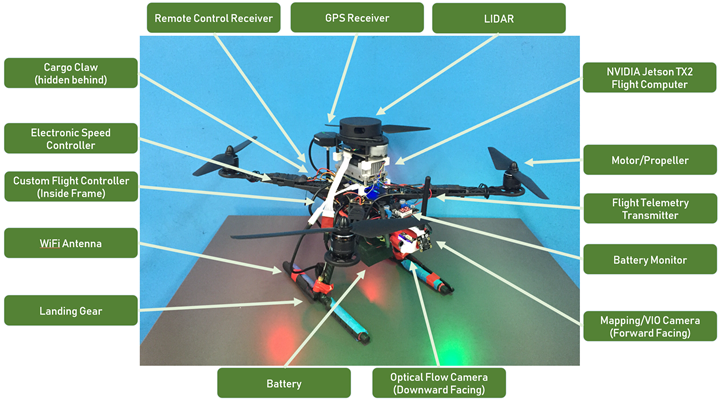 Remote Control Receiver
GPS Receiver
LIDAR
Cargo Claw
(hidden behind)
NVIDIA Jetson TX2
Flight Computer
Electronic Speed
Controller
Motor/Propeller
Custom Flight Controller
(Inside Frame)
Flight Telemetry
Transmitter
WiFi Antenna
Battery Monitor
Landing Gear
Mapping/VIO Camera
(Forward Facing)
Battery
Optical Flow Camera
(Downward Facing)